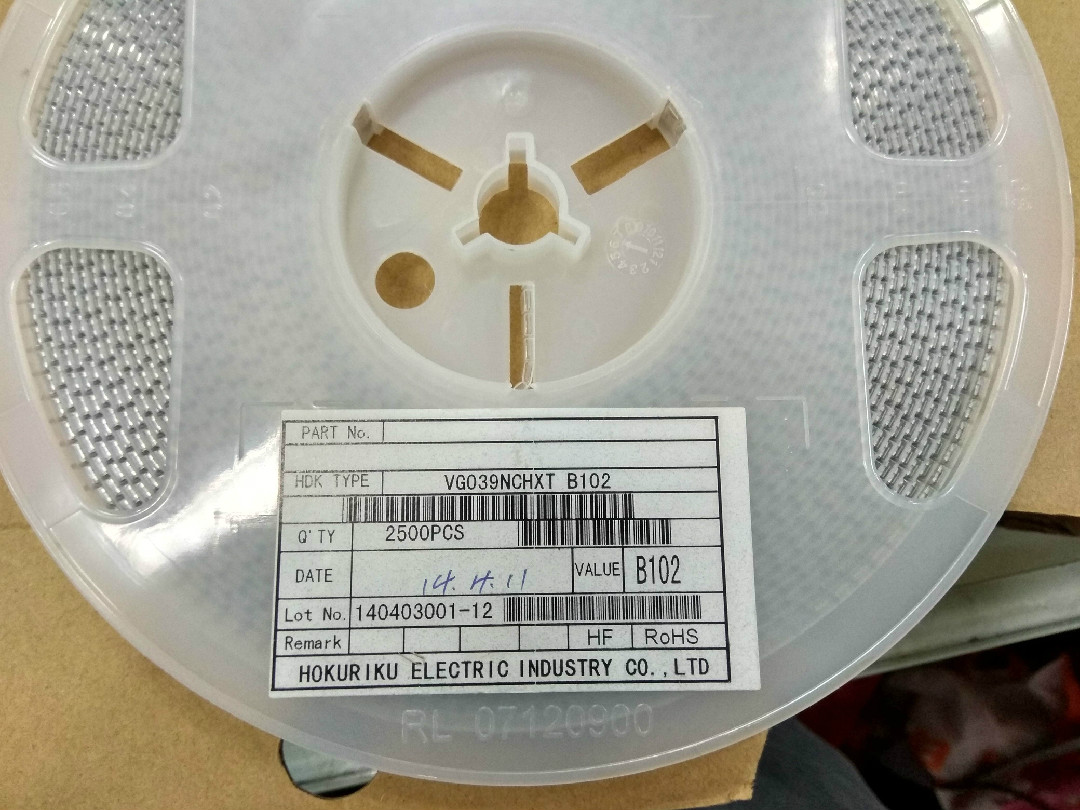 PART No.
HDK TYPE VG039NCHXT B102
Q'TY 2500PCS
DATE 14.4.11 VALUE B102
Lot No. 140403001-12
Remark HF RoHS
HOKURIKU ELECTRIC INDUSTRY CO.,LTD
RL 07120900